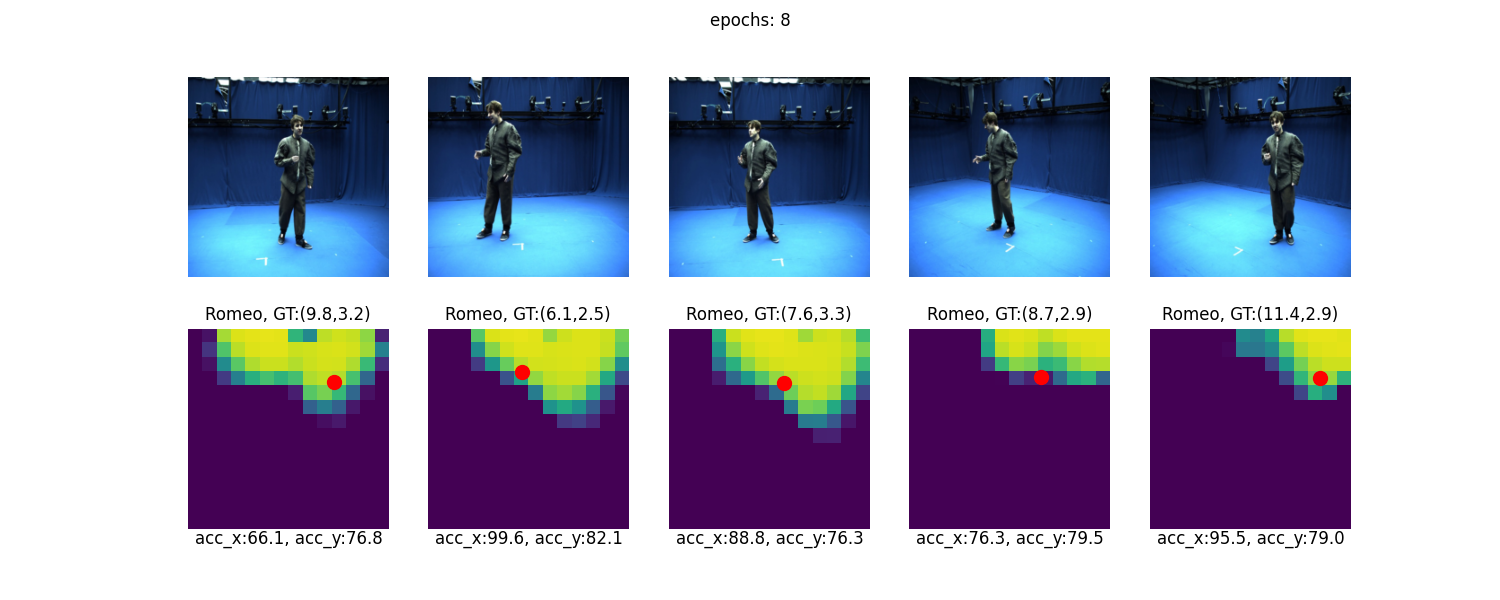 epochs: 8
Romeo, GT:(9.8,3.2)
Romeo, GT:(6.1,2.5)
Romeo, GT:(7.6,3.3)
Romeo, GT:(8.7,2.9)
Romeo, GT:(11.4,2.9)
acc_x:66.1, acc_y:76.8
acc_x:99.6, acc_y:82.1
acc_x:88.8, acc_y:76.3
acc_x:76.3, acc_y:79.5
acc_x:95.5, acc_y:79.0